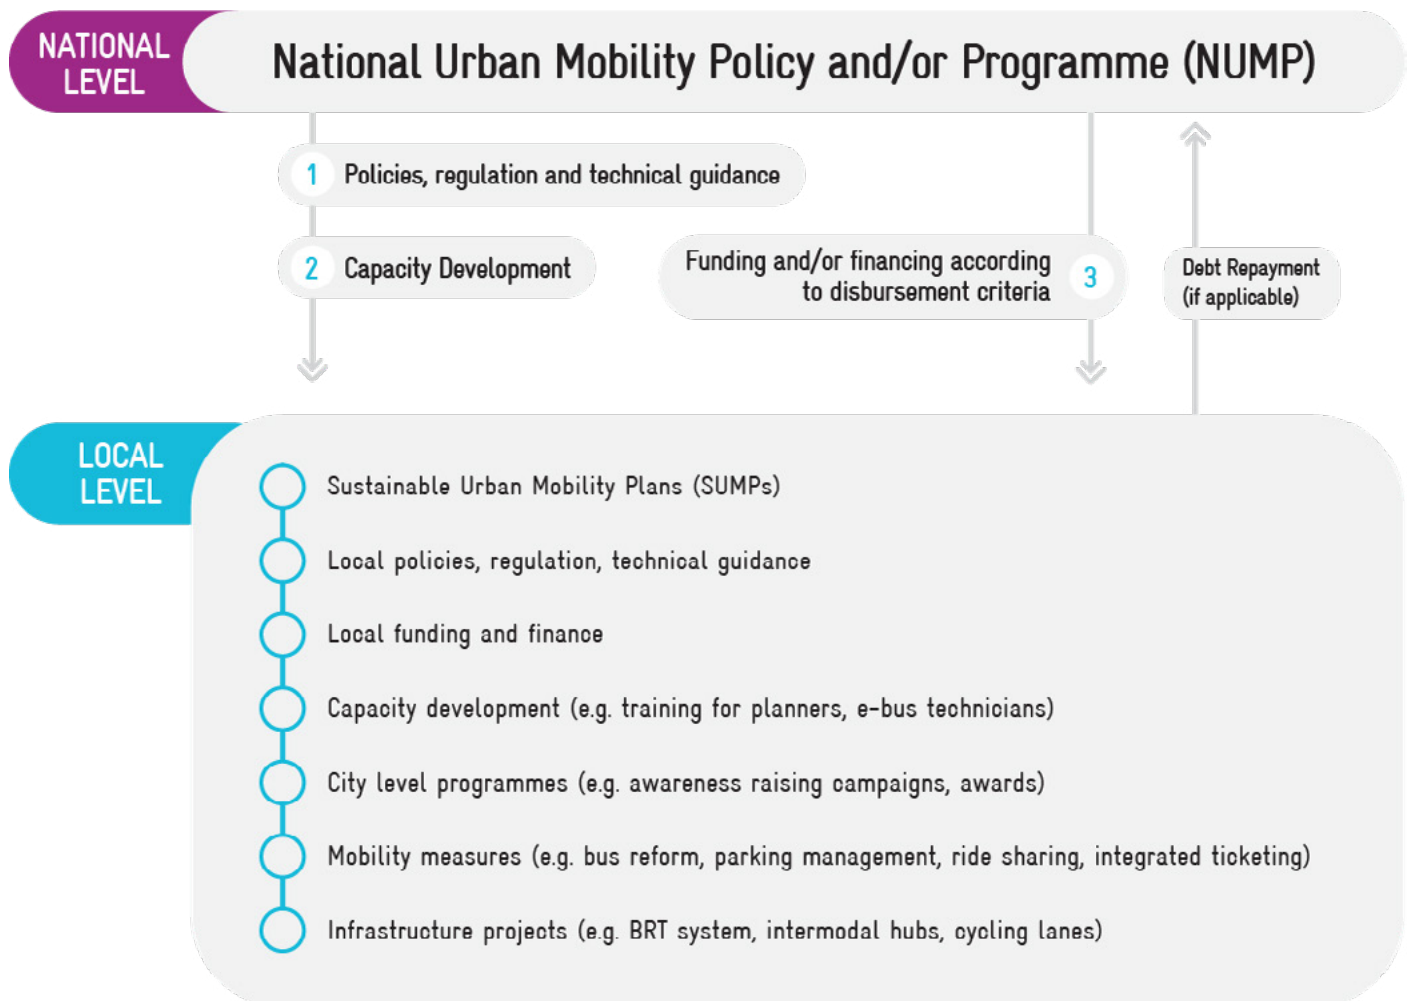 NATIONAL
LEVEL
National Urban Mobility Policy and/or Programme (NUMP)
1 Policies, regulation and technical guidance
2 Capacity Development
Funding and/or financing according
to disbursement criteria
3
Debt Repayment
(if applicable)
LOCAL
LEVEL
Sustainable Urban Mobility Plans (SUMPs)
Local policies, regulation, technical guidance
Local funding and finance
Capacity development (e.g. training for planners, e-bus technicians)
City level programmes (e.g. awareness raising campaigns, awards)
Mobility measures (e.g. bus reform, parking management, ride sharing, integrated ticketing)
Infrastructure projects (e.g. BRT system, intermodal hubs, cycling lanes)